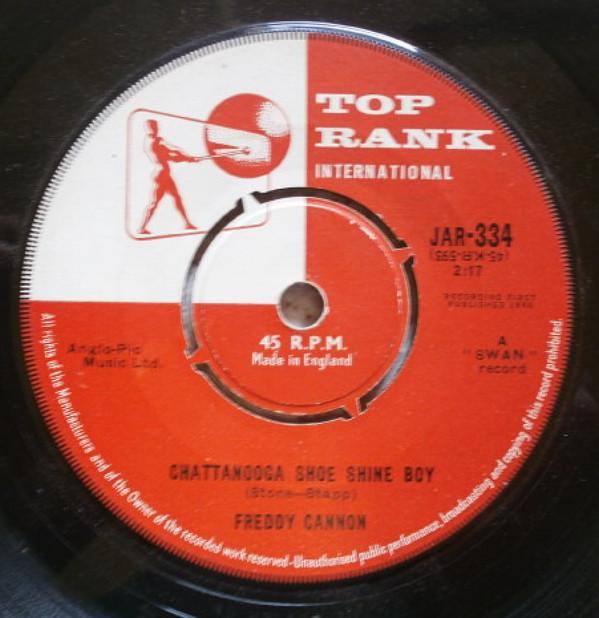 TOP
RANK
INTERNATIONAL
JAR-334
(45-KR-595)
2:17
RECORDING FIRST
PUBLISHED 1960
Anglo-Pic
Music Ltd.
A
"SWAN"
record
45 R.P.M.
Made in England
CHATTANOOGA SHOE SHINE BOY
(Stone—Stapp)
FREDDY CANNON
All rights of the Manufacturers and of the Owner of the recorded work reserved-Unauthorised public performance, broadcasting and copying of this record prohibited.